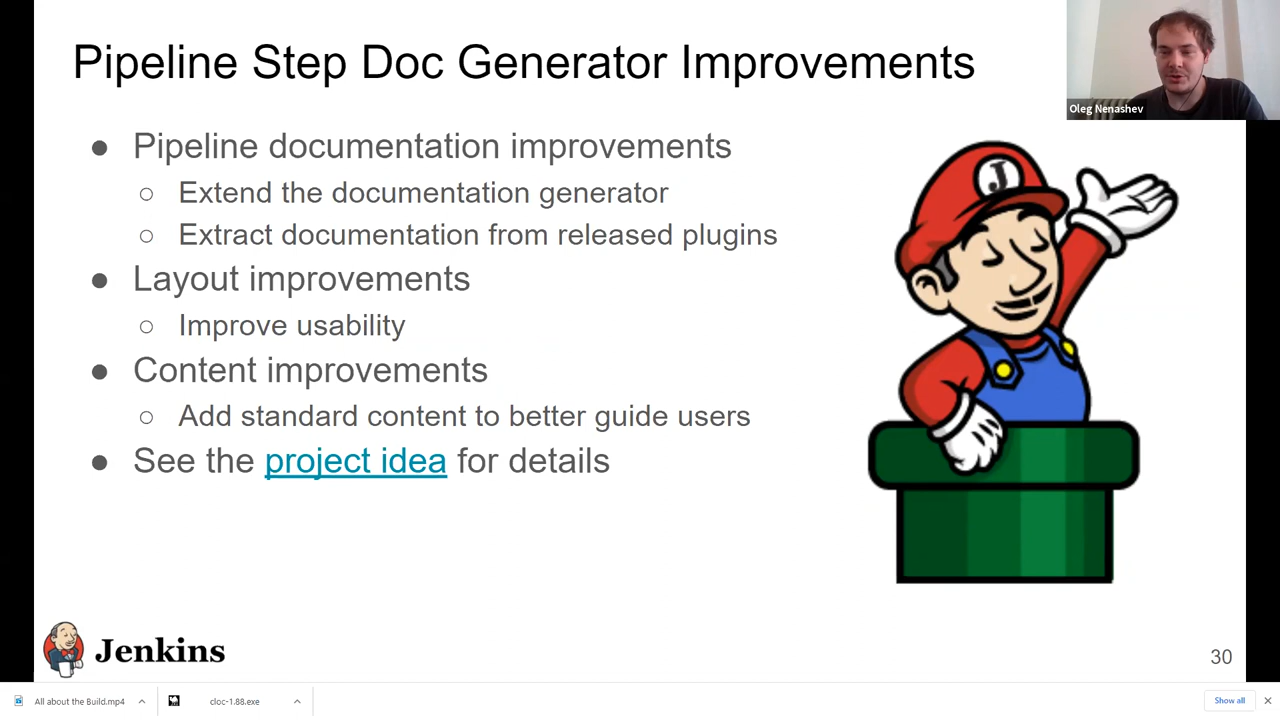 Pipeline Step Doc Generator Improvements
Oleg Nenashev
● Pipeline documentation improvements
○ Extend the documentation generator
○ Extract documentation from released plugins
● Layout improvements
○ Improve usability
● Content improvements
○ Add standard content to better guide users
● See the project idea for details
J
Jenkins
30
All about the Build.mp4
cloc-1.88.exe
Show all